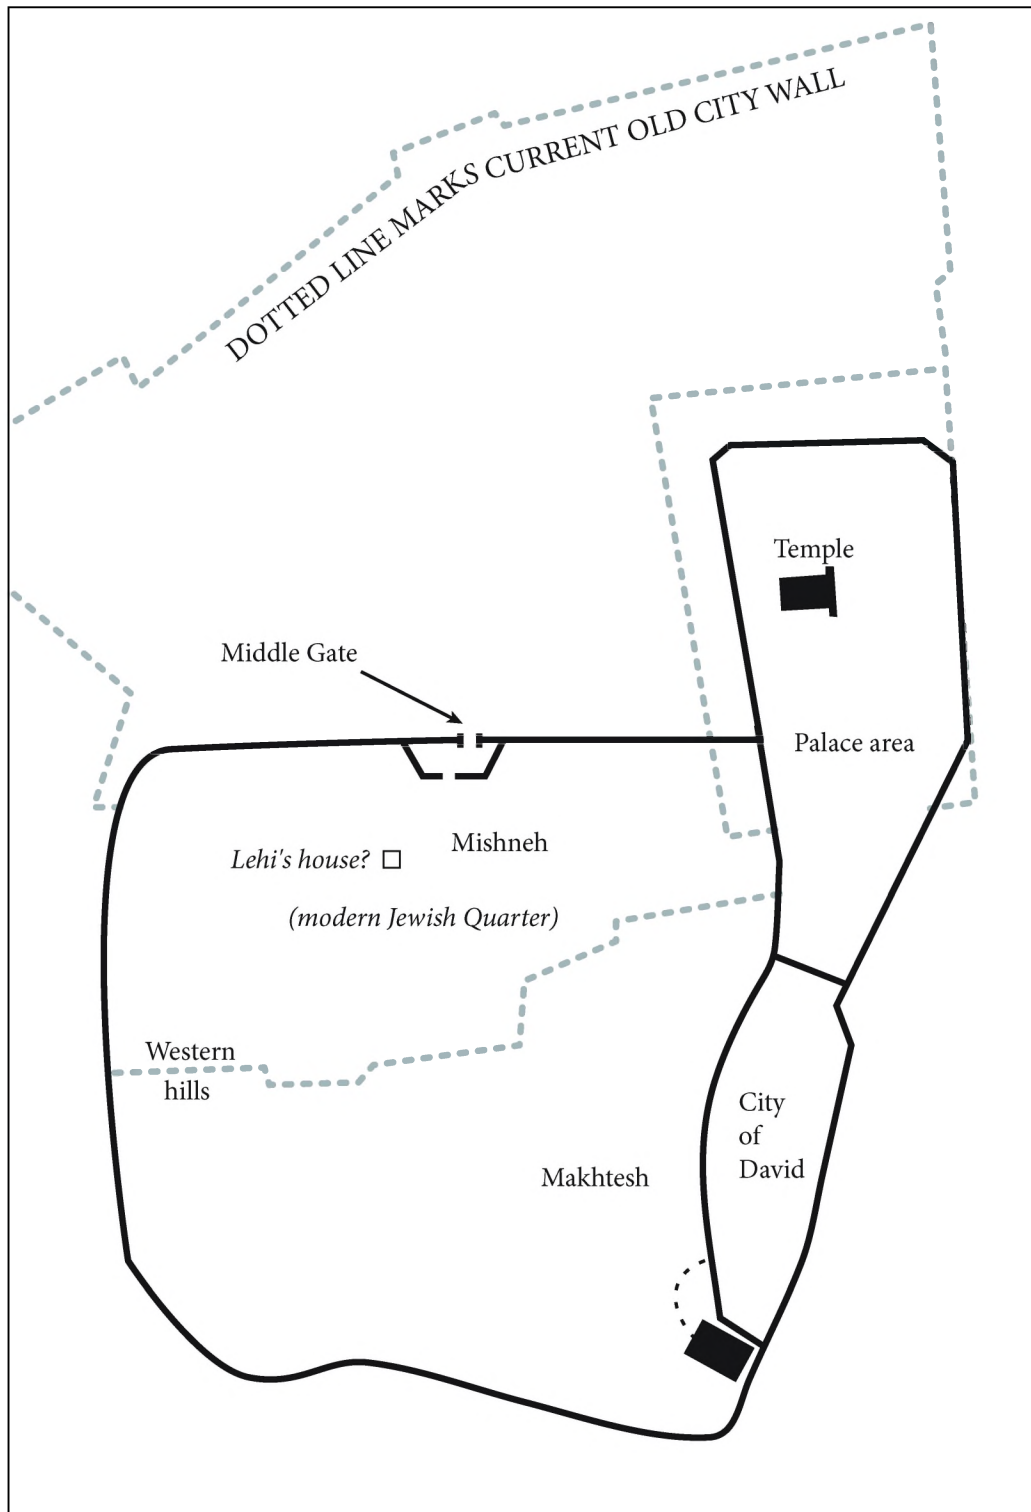 DOTTED LINE MARKS CURRENT OLD CITY WALL
Temple
Middle Gate
Palace area
Mishneh
Lehi's house?
(modern Jewish Quarter)
Western
hills
City
of
David
Makhtesh